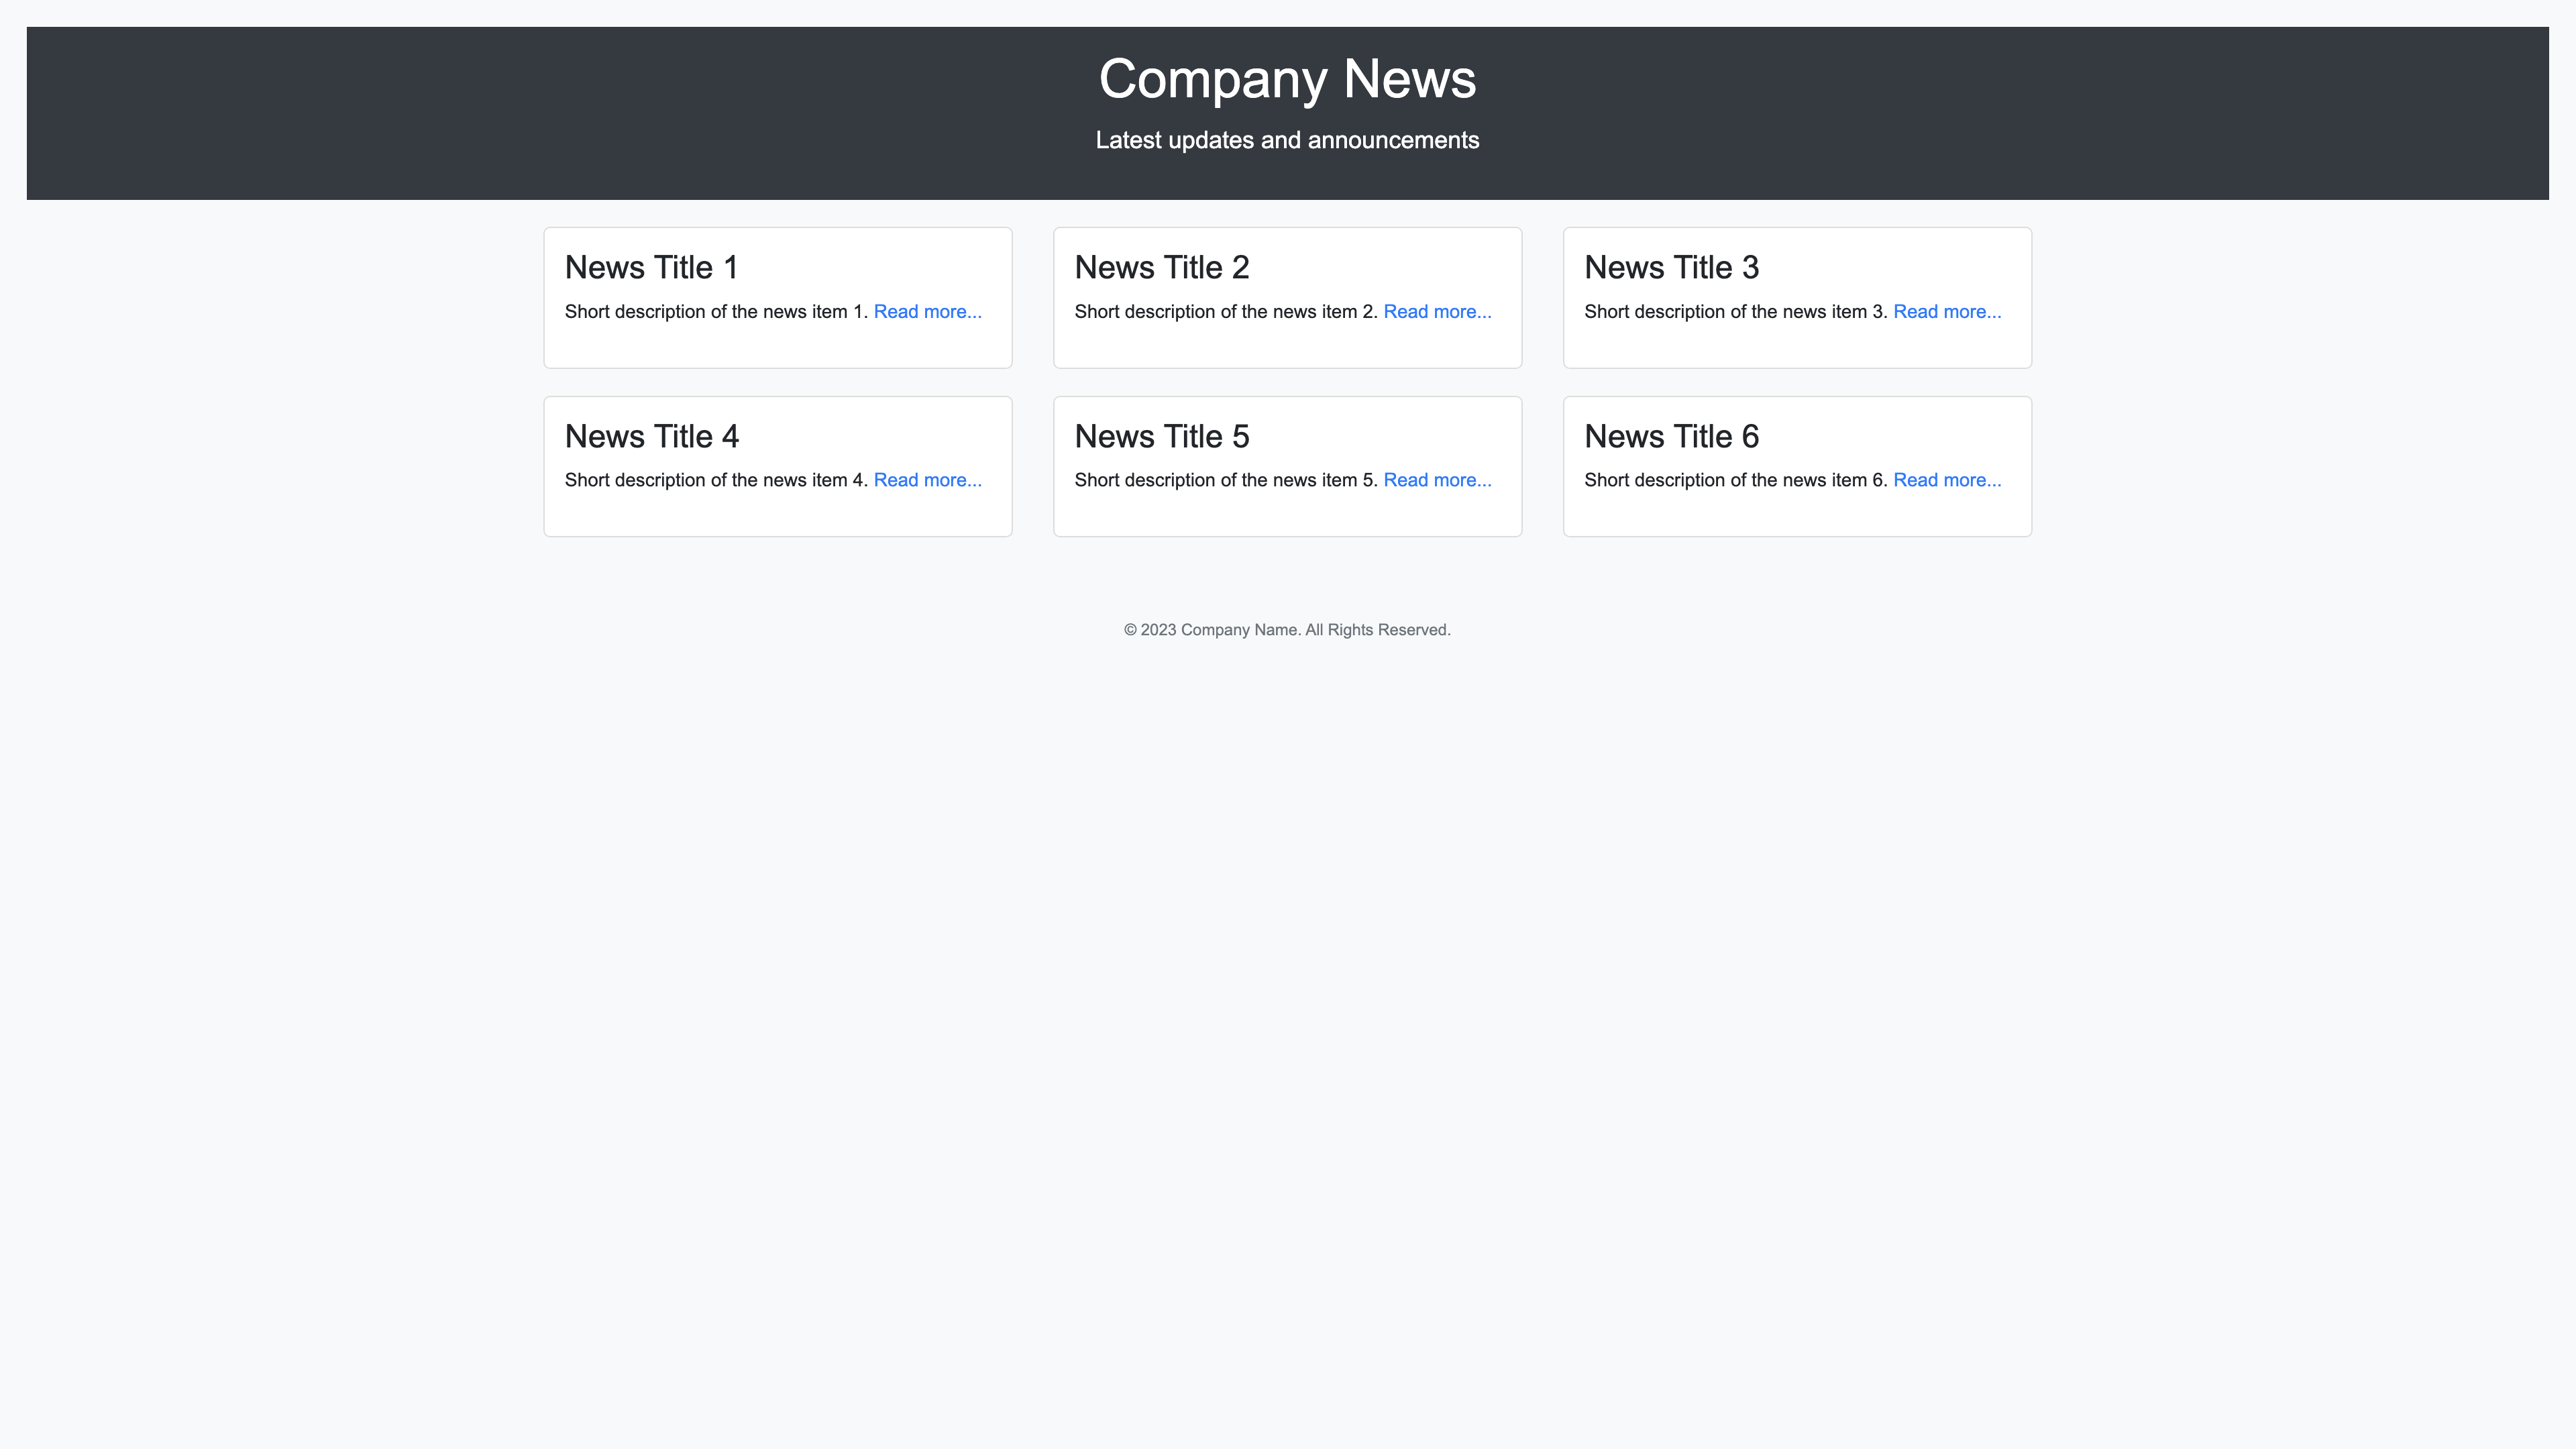 Company News
Latest updates and announcements
News Title 1
Short description of the news item 1. Read more...
News Title 2
Short description of the news item 2. Read more...
News Title 3
Short description of the news item 3. Read more...
News Title 4
Short description of the news item 4. Read more...
News Title 5
Short description of the news item 5. Read more...
News Title 6
Short description of the news item 6. Read more...
© 2023 Company Name. All Rights Reserved.